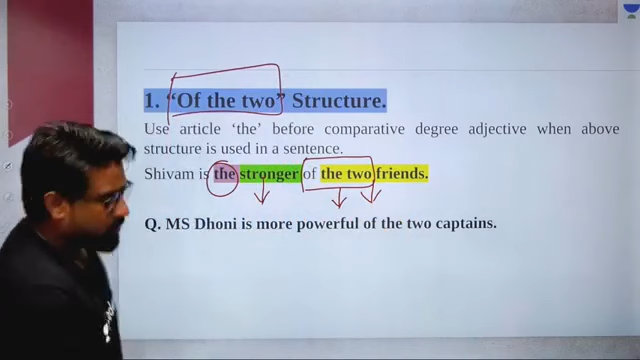 1. “Of the two” Structure.
Use article ‘the’ before comparative degree adjective when above
structure is used in a sentence.
Shivam is the stronger of the two friends.
Q. MS Dhoni is more powerful of the two captains.